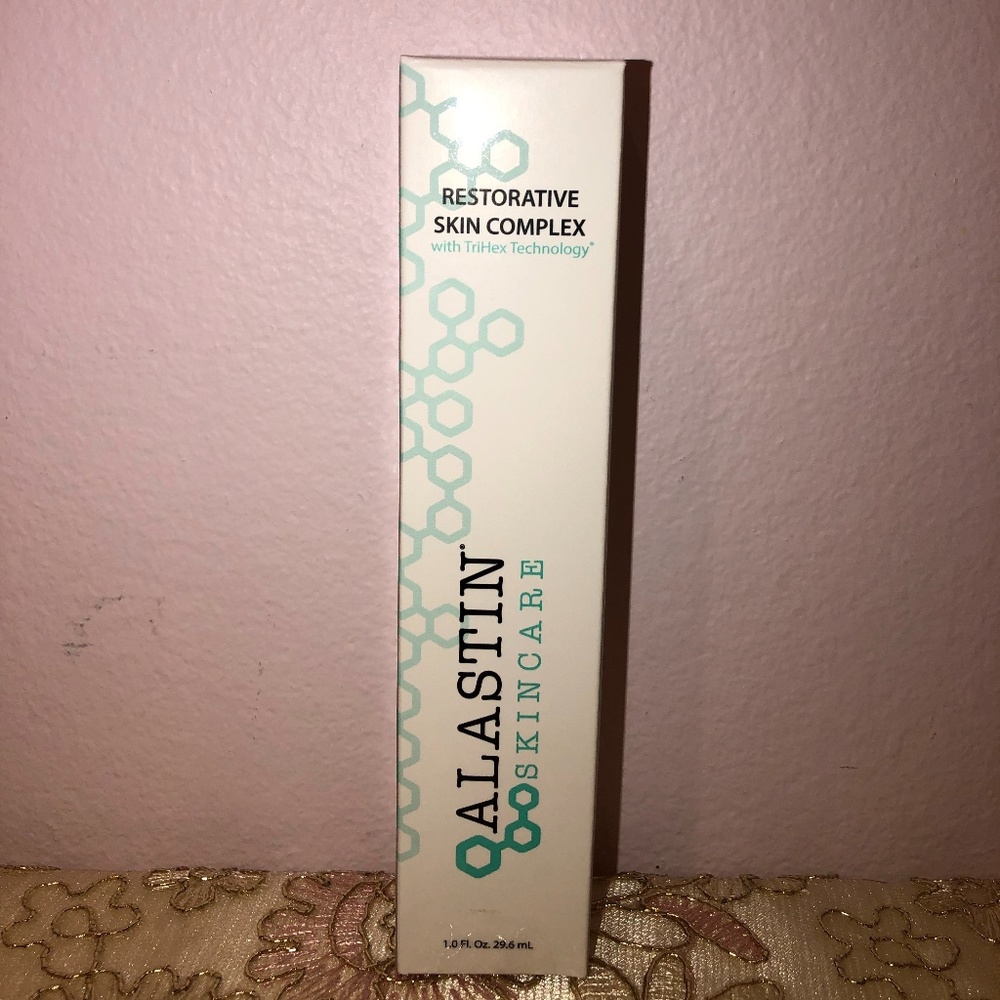 RESTORATIVE
SKIN COMPLEX
with TriHex Technology®
ALASTIN®
SKINCARE
1.0 Fl. Oz. 29.6 mL